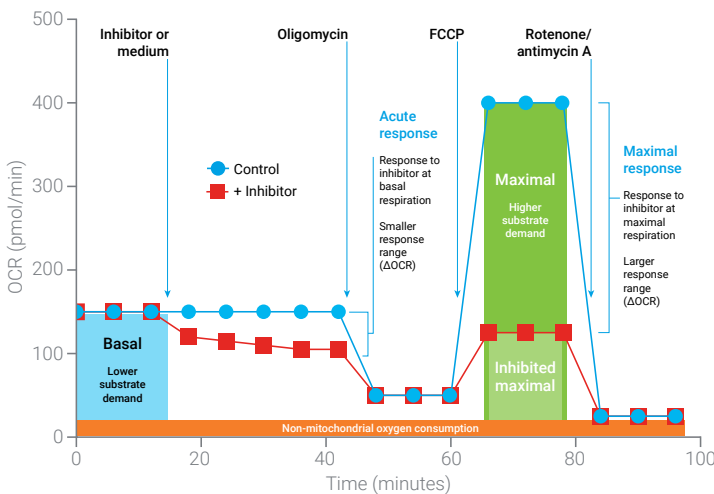 500
400
300
200
100
0
OCR (pmol/min)
Inhibitor or
medium
Oligomycin
FCCP
Rotenone/
antimycin A
Control
+ Inhibitor
Acute
response
Response to
inhibitor at
basal
respiration
Smaller
response
range
(ΔOCR)
Maximal
Higher
substrate
demand
Maximal
response
Response to
inhibitor at
maximal
respiration
Larger
response
range
(ΔOCR)
Basal
Lower
substrate
demand
Inhibited
maximal
Non-mitochondrial oxygen consumption
0
20
40
60
80
100
Time (minutes)